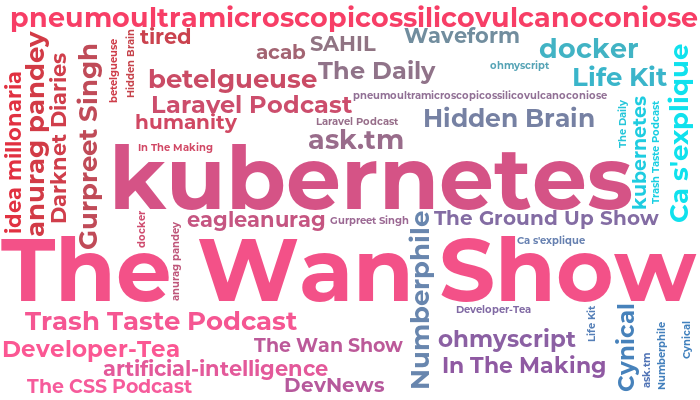 pneumoultramicroscopicossilicovulcanoconiose
idea millonaria
anurag pandey
Darknet Diaries
Gurpreet Singh
betelgeuse
Hidden Brain
tired
acab
SAHIL
Waveform
docker
ohmyscript
betelgeuse
The Daily
Life Kit
Ca s'explique
Laravel Podcast
pneumoultramicroscopicossilicovulcanoconiose
humanity
Laravel Podcast
Hidden Brain
The Daily
kubernetes
Trash Taste Podcast
ask.tm
In The Making
kubernetes
docker
anurag pandey
eagleanurag
Gurpreet Singh
Numberphile
The Ground Up Show
Ca s'explique
The Wan Show
Trash Taste Podcast
Developer-Tea
Life Kit
Cynical
ask.tm
Numberphile
Cynical
Developer-Tea
The Wan Show
ohmyscript
artificial-intelligence
In The Making
The CSS Podcast
DevNews